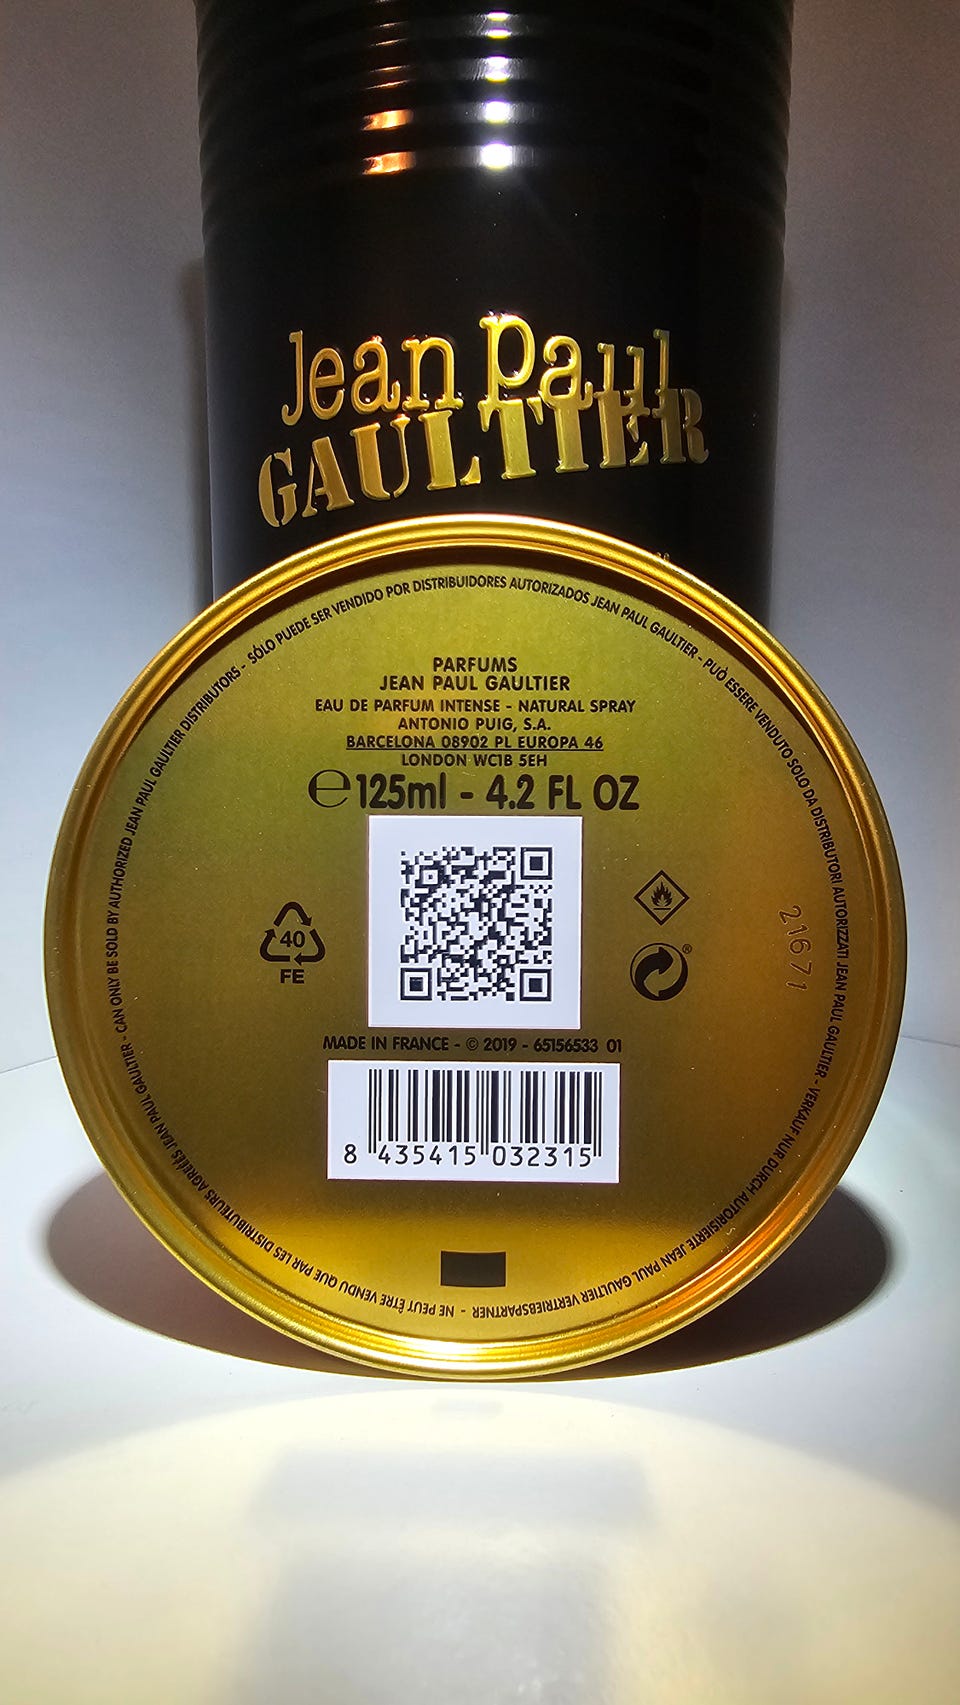 Jean Paul
GAULTIER
PARFUMS
JEAN PAUL GAULTIER
EAU DE PARFUM INTENSE - NATURAL SPRAY
ANTONIO PUIG, S.A.
BARCELONA 08902 PL EUROPA 46
LONDON WC1B 5EH
℮125ml - 4.2 FL OZ
40
FE
®
21671
MADE IN FRANCE - © 2019 - 65156533 01
8 435415 032315
CAN ONLY BE SOLD BY AUTHORIZED JEAN PAUL GAULTIER DISTRIBUTORS - SÓLO PUEDE SER VENDIDO POR DISTRIBUIDORES AUTORIZADOS JEAN PAUL GAULTIER - PUÒ ESSERE VENDUTO SOLO DA DISTRIBUTORI AUTORIZZATI JEAN PAUL GAULTIER - VERKAUF NUR DURCH AUTORISIERTE JEAN PAUL GAULTIER VERTRIEBSPARTNER - NE PEUT ÊTRE VENDU QUE PAR LES DISTRIBUTEURS AGRÉÉS JEAN PAUL GAULTIER -